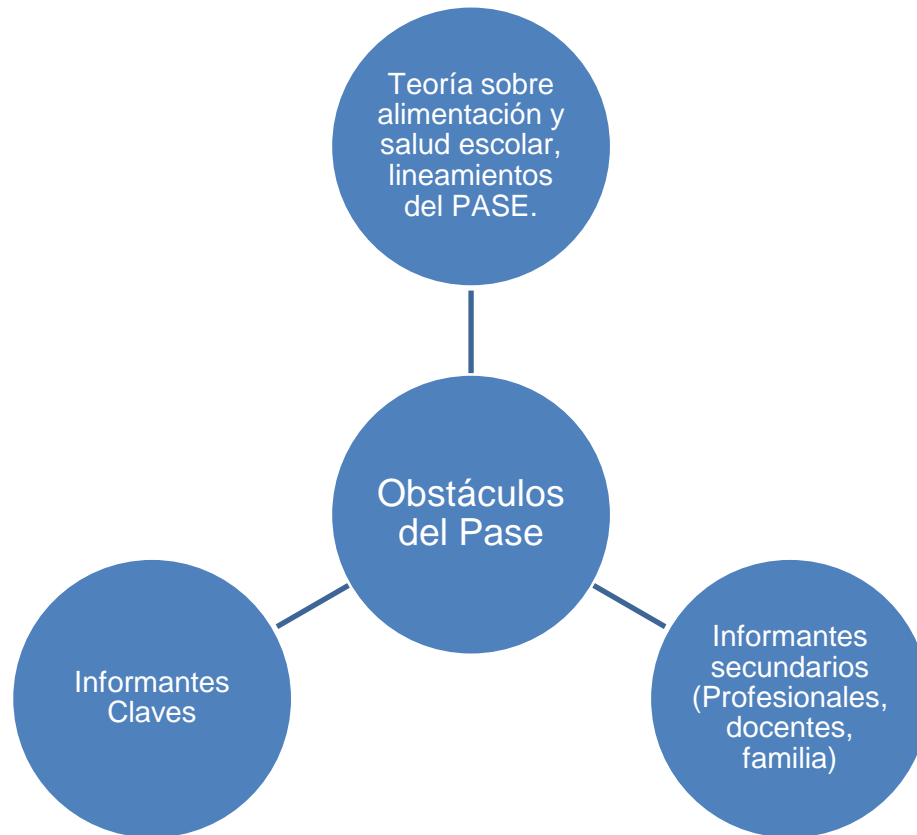 Teoría sobre
alimentación y
salud escolar,
lineamientos
del PASE.
Obstáculos
del Pase
Informantes
Claves
Informantes
secundarios
(Profesionales,
docentes,
familia)